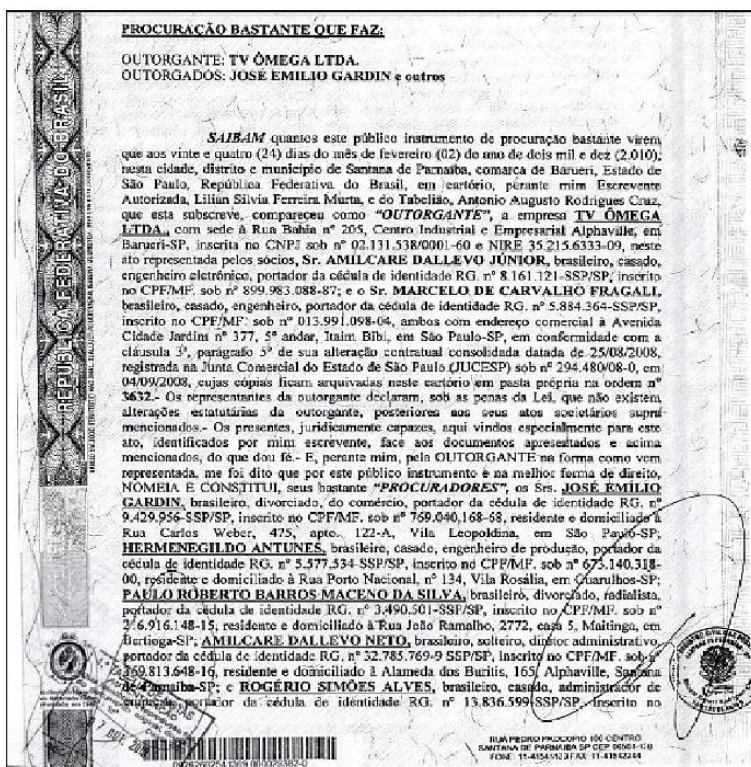 PROCURAÇÃO BASTANTE QUE FAZ:
OUTORGANTE: TV ÔMEGA LTDA.
OUTORGADOS: JOSÉ EMILIO GARDIN e outros
SAIBAM quantos este público instrumento de procuração bastante virem
que aos vinte e quatro (24) dias do mês de fevereiro (02) do ano de dois mil e dez (2.010),
nesta cidade, distrito e município de Santana de Parnaíba, comarca de Barueri, Estado de
São Paulo, República Federativa do Brasil, em cartório, perante mim Escrevente
Autorizada, Lilian Silvia Ferreira Murta, e do Tabelião, Antonio Augusto Rodrigues Cruz,
que esta subscreve, compareceu como "OUTORGANTE", a empresa TV ÔMEGA
LTDA., com sede à Rua Bahia nº 205, Centro Industrial e Empresarial Alphaville, em
Barueri-SP, inscrita no CNPJ sob nº 02.131.538/0001-60 e NIRE 35.215.6333-09, neste
ato representada pelos sócios, Sr. AMILCARE DALLEVO JÚNIOR, brasileiro, casado,
engenheiro eletrônico, portador da cédula de identidade RG. nº 8.161.121-SSP/SP, inscrito
no CPF/MF. sob nº 899.983.088-87; e o Sr. MARCELO DE CARVALHO FRAGALI,
brasileiro, casado, engenheiro, portador da cédula de identidade RG. nº 5.884.364-SSP/SP,
inscrito no CPF/MF. sob nº 013.991.098-04, ambos com endereço comercial à Avenida
Cidade Jardim nº 377, 5º andar, Itaim Bibi, em São Paulo-SP, em conformidade com a
cláusula 3ª, parágrafo 5º de sua alteração contratual consolidada datada de 25/08/2008,
registrada na Junta Comercial do Estado de São Paulo (JUCESP) sob nº 294.480/08-0, em
04/09/2008, cujas cópias ficam arquivadas neste cartório em pasta própria na ordem nº
3632.- Os representantes da outorgante declaram, sob as penas da Lei, que não existem
alterações estatutárias da outorgante, posteriores aos seus atos societários supra
mencionados.- Os presentes, juridicamente capazes, aqui vindos especialmente para este
ato, identificados por mim escrevente, face aos documentos apresentados e acima
mencionados, do que dou fé.- E, perante mim, pela OUTORGANTE na forma como vem
representada, me foi dito que por este público instrumento e na melhor forma de direito,
NOMEIA E CONSTITUI, seus bastante "PROCURADORES", os Srs. JOSÉ EMÍLIO
GARDIN, brasileiro, divorciado, do comércio, portador da cédula de identidade RG. nº
9.429.956-SSP/SP, inscrito no CPF/MF. sob nº 769.040.168-68, residente e domiciliado à
Rua Carlos Weber, 475, apto. 122-A, Vila Leopoldina, em São Paulo-SP;
HERMENEGILDO ANTUNES, brasileiro, casado, engenheiro de produção, portador da
cédula de identidade RG. nº 5.577.534-SSP/SP, inscrito no CPF/MF. sob nº 673.140.318-
00, residente e domiciliado à Rua Porto Nacional, nº 134, Vila Rosália, em Guarulhos-SP;
PAULO ROBERTO BARROS MACENO DA SILVA, brasileiro, divorciado, radialista,
portador da cédula de identidade RG. nº 3.490.501-SSP/SP, inscrito no CPF/MF. sob nº
216.916.148-15, residente e domiciliado à Rua João Ramalho, 2772, casa 5, Maitinga, em
Bertioga-SP; AMILCARE DALLEVO NETO, brasileiro, solteiro, diretor administrativo,
portador da cédula de identidade RG. nº 32.785.769-9 SSP/SP, inscrito no CPF/MF. sob nº
369.813.648-16, residente e domiciliado à Alameda dos Buritis, 165, Alphaville, Santana
de Parnaíba-SP; e ROGÉRIO SIMÕES ALVES, brasileiro, casado, administrador de
portador da cédula de identidade RG. nº 13.836.599-SSP/SP, inscrito no
REPÚBLICA FEDERATIVA DO BRASIL
RUA PEDRO PROCOPIO 100 CENTRO
SANTANA DE PARNAIBA SP CEP